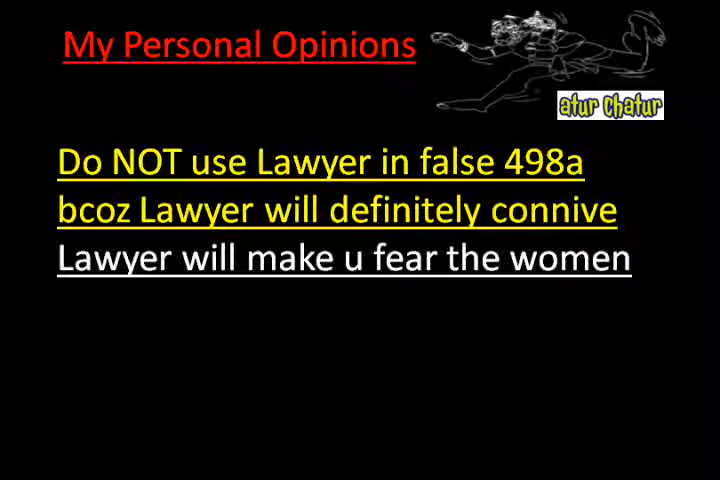 My Personal Opinions
atur chatur
Do NOT use Lawyer in false 498a
bcoz Lawyer will definitely connive
Lawyer will make u fear the women